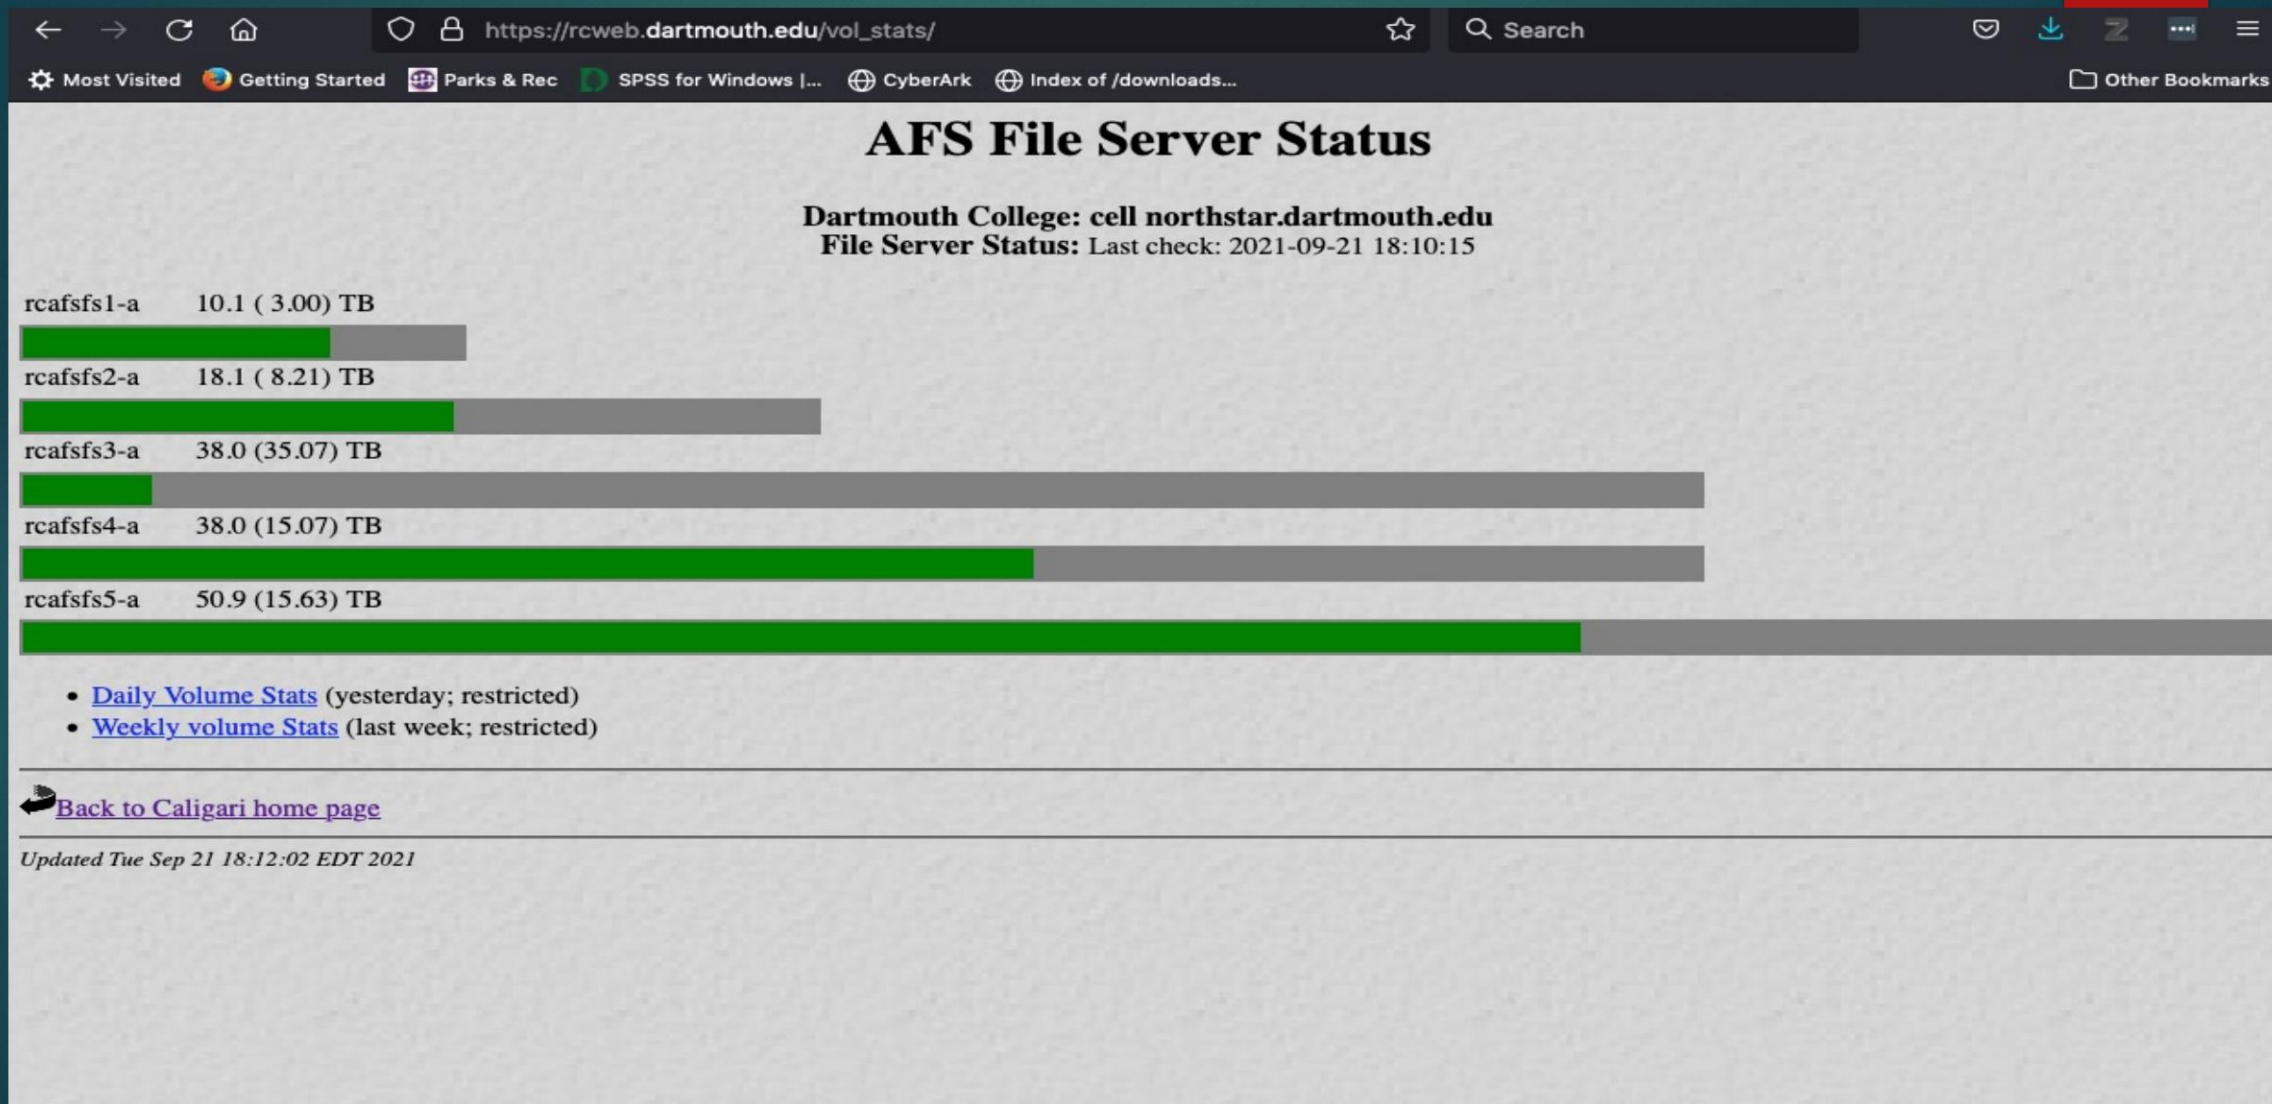 https://rcweb.dartmouth.edu/vol_stats/ Search
Most Visited Getting Started Parks & Rec SPSS for Windows |... CyberArk Index of /downloads... Other Bookmarks
AFS File Server Status
Dartmouth College: cell northstar.dartmouth.edu
File Server Status: Last check: 2021-09-21 18:10:15
rcafsfs1-a 10.1 ( 3.00) TB
rcafsfs2-a 18.1 ( 8.21) TB
rcafsfs3-a 38.0 (35.07) TB
rcafsfs4-a 38.0 (15.07) TB
rcafsfs5-a 50.9 (15.63) TB
• Daily Volume Stats (yesterday; restricted)
• Weekly volume Stats (last week; restricted)
Back to Caligari home page
Updated Tue Sep 21 18:12:02 EDT 2021